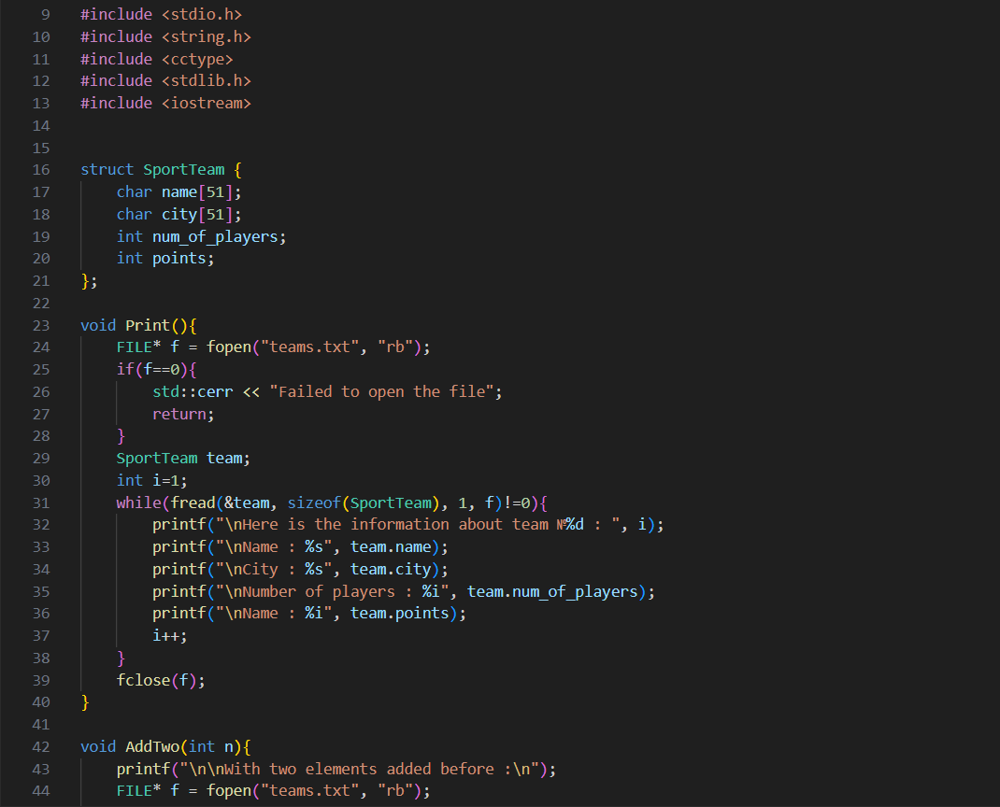 9 #include <stdio.h>
10 #include <string.h>
11 #include <cctype>
12 #include <stdlib.h>
13 #include <iostream>
14
15
16 struct SportTeam {
17     char name[51];
18     char city[51];
19     int num_of_players;
20     int points;
21 };
22
23 void Print(){
24     FILE* f = fopen("teams.txt", "rb");
25     if(f==0){
26         std::cerr << "Failed to open the file";
27         return;
28     }
29     SportTeam team;
30     int i=1;
31     while(fread(&team, sizeof(SportTeam), 1, f)!=0){
32         printf("\nHere is the information about team №%d : ", i);
33         printf("\nName : %s", team.name);
34         printf("\nCity : %s", team.city);
35         printf("\nNumber of players : %i", team.num_of_players);
36         printf("\nName : %i", team.points);
37         i++;
38     }
39     fclose(f);
40 }
41
42 void AddTwo(int n){
43     printf("\n\nWith two elements added before :\n");
44     FILE* f = fopen("teams.txt", "rb");